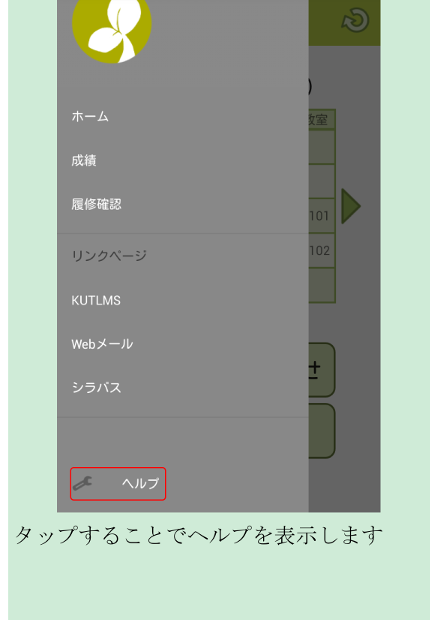 )
教室
ホーム
成績
履修確認
101
リンクページ
102
KUTLMS
Webメール
シラバス
ヘルプ
タップすることでヘルプを表示します